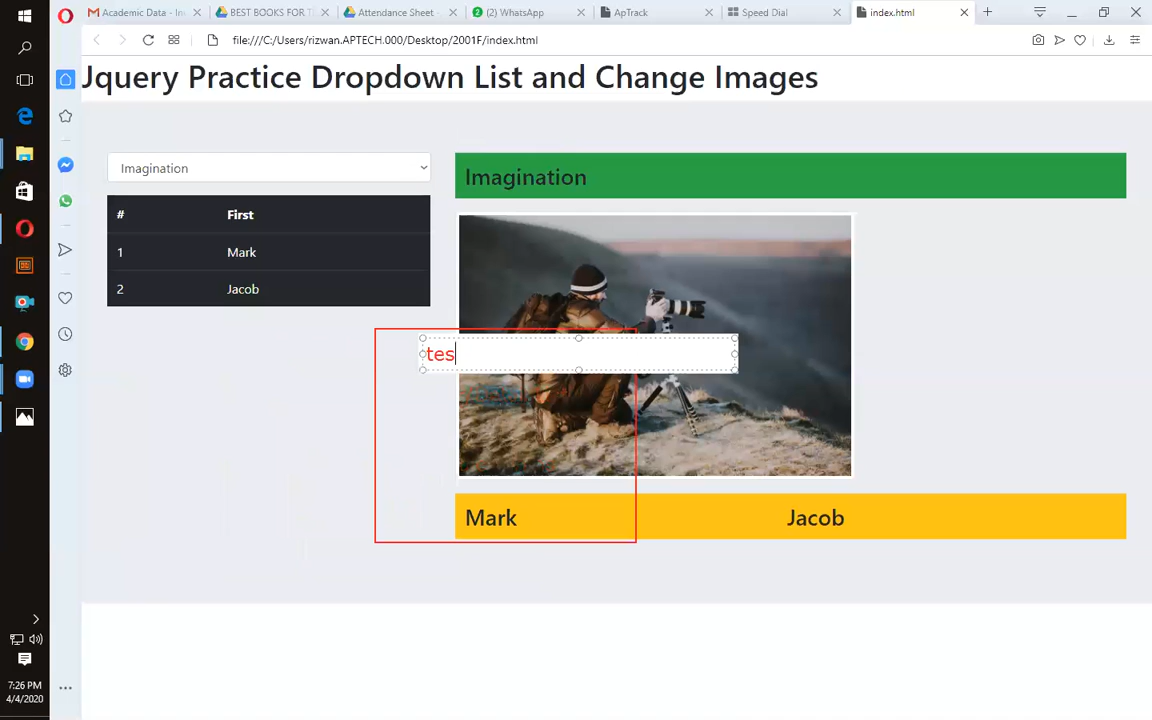 Academic Data - In
BEST BOOKS FOR T
Attendance Sheet -
2
(2) WhatsApp
ApTrack
Speed Dial
index.html
file:///C:/Users/rizwan.APTECH.000/Desktop/2001F/index.html
Jquery Practice Dropdown List and Change Images
Imagination
# First
1 Mark
2 Jacob
Imagination
tes
Mark Jacob
7:26 PM
4/4/2020